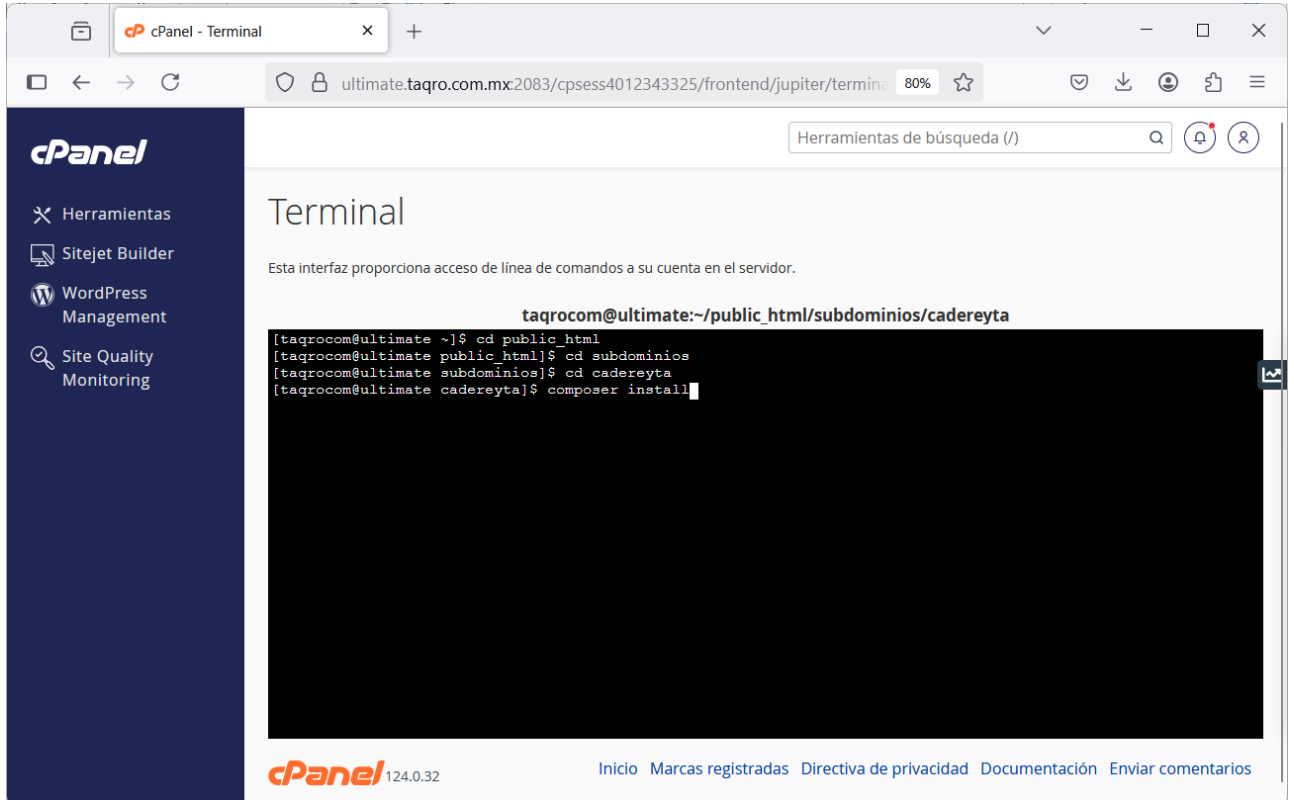 cPanel - Terminal
ultimate.taqro.com.mx:2083/cpsess4012343325/frontend/jupiter/termina
80%
cPanel
Herramientas de búsqueda (/)
Herramientas
Sitejet Builder
WordPress
Management
Site Quality
Monitoring
Terminal
Esta interfaz proporciona acceso de línea de comandos a su cuenta en el servidor.
taqrocom@ultimate:~/public_html/subdominios/cadereyta
[taqrocom@ultimate ~]$ cd public_html
[taqrocom@ultimate public_html]$ cd subdominios
[taqrocom@ultimate subdominios]$ cd cadereyta
[taqrocom@ultimate cadereyta]$ composer install
cPanel 124.0.32
Inicio Marcas registradas Directiva de privacidad Documentación Enviar comentarios